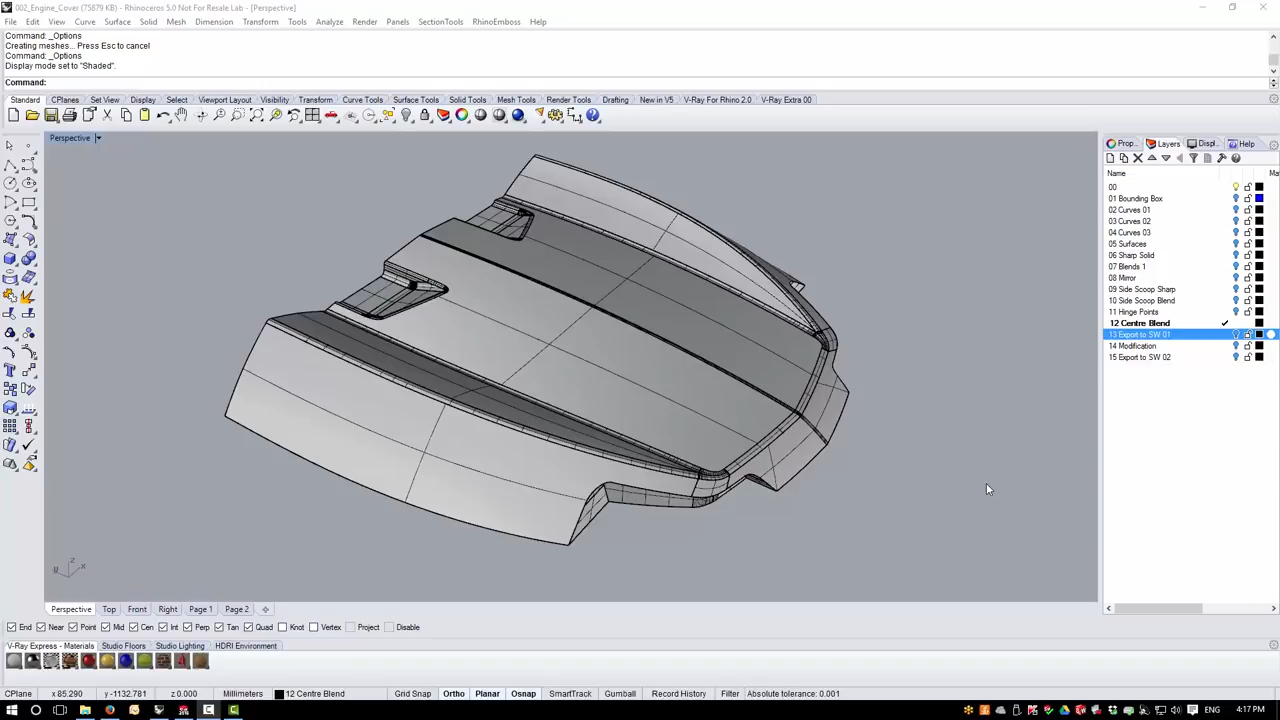 002_Engine_Cover (75879 KB) - Rhinoceros 5.0 Not For Resale Lab - [Perspective]
File Edit View Curve Surface Solid Mesh Dimension Transform Tools Analyze Render Panels SectionTools RhinoEmboss Help
Command: _Options
Creating meshes... Press Esc to cancel
Command: _Options
Display mode set to "Shaded".
Command:
Standard CPlanes Set View Display Select Viewport Layout Visibility Transform Curve Tools Surface Tools Solid Tools Mesh Tools Render Tools Drafting New in V5 V-Ray For Rhino 2.0 V-Ray Extra 00
Perspective
Prop... Layers Displ... Help
Name Ma
00
01 Bounding Box
02 Curves 01
03 Curves 02
04 Curves 03
05 Surfaces
06 Sharp Solid
07 Blends 1
08 Mirror
09 Side Scoop Sharp
10 Side Scoop Blend
11 Hinge Points
12 Centre Blend
13 Export to SW 01
14 Modification
15 Export to SW 02
z
x
Perspective Top Front Right Page 1 Page 2
End Near Point Mid Cen Int Perp Tan Quad Knot Vertex Project Disable
V-Ray Express - Materials Studio Floors Studio Lighting HDRI Environment
CPlane x 85.290 y -1132.781 z 0.000 Millimeters 12 Centre Blend Grid Snap Ortho Planar Osnap SmartTrack Gumball Record History Filter Absolute tolerance: 0.001
ENG 4:17 PM